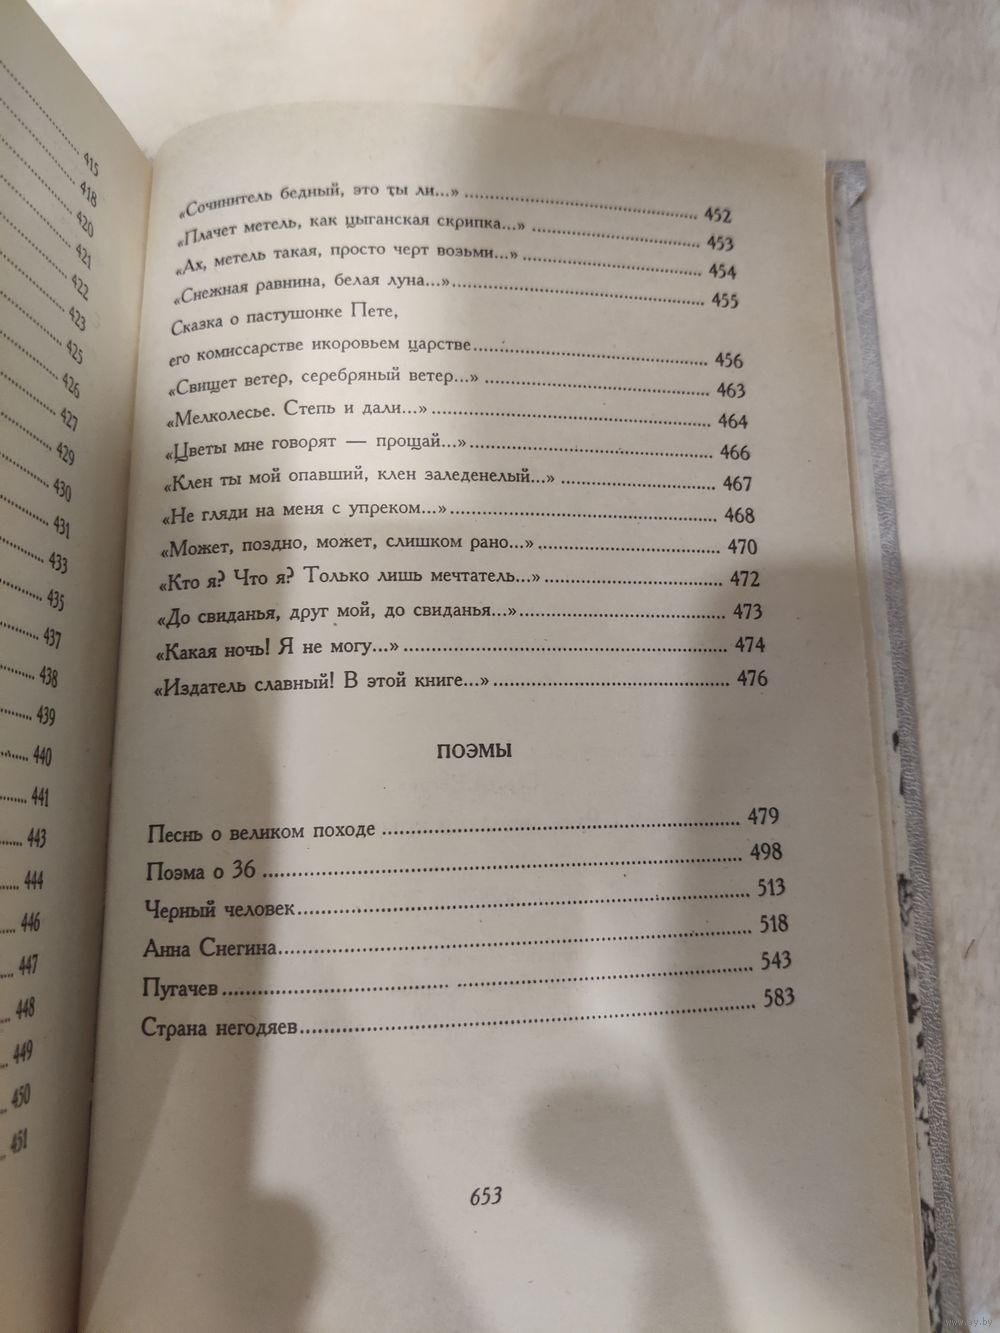 415
418
420
421
422
423
425
426
427
429
430
431
433
435
437
438
439
440
441
443
444
446
447
448
449
450
451
«Сочинитель бедный, это ты ли...» 452
«Плачет метель, как цыганская скрипка...» 453
«Ах, метель такая, просто черт возьми...» 454
«Снежная равнина, белая луна...» 455
Сказка о пастушонке Пете,
его комиссарстве икоровьем царстве 456
«Свищет ветер, серебряный ветер...» 463
«Мелколесье. Степь и дали...» 464
«Цветы мне говорят — прощай...» 466
«Клен ты мой опавший, клен заледенелый...» 467
«Не гляди на меня с упреком...» 468
«Может, поздно, может, слишком рано...» 470
«Кто я? Что я? Только лишь мечтатель...» 472
«До свиданья, друг мой, до свиданья...» 473
«Какая ночь! Я не могу...» 474
«Издатель славный! В этой книге...» 476
ПОЭМЫ
Песнь о великом походе 479
Поэма о 36 498
Черный человек 513
Анна Снегина 518
Пугачев 543
Страна негодяев 583
653
www.ay.by